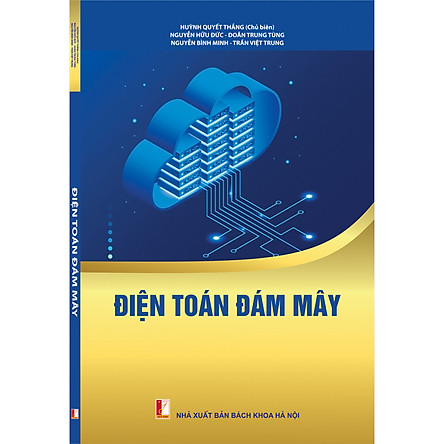 HUỲNH QUYẾT THẮNG (Chủ biên)
NGUYỄN HỮU ĐỨC - DOÃN TRUNG TÙNG
NGUYỄN BÌNH MINH - TRẦN VIỆT TRUNG
ĐIỆN TOÁN ĐÁM MÂY
NHÀ XUẤT BẢN BÁCH KHOA HÀ NỘI
ĐIỆN TOÁN ĐÁM MÂY